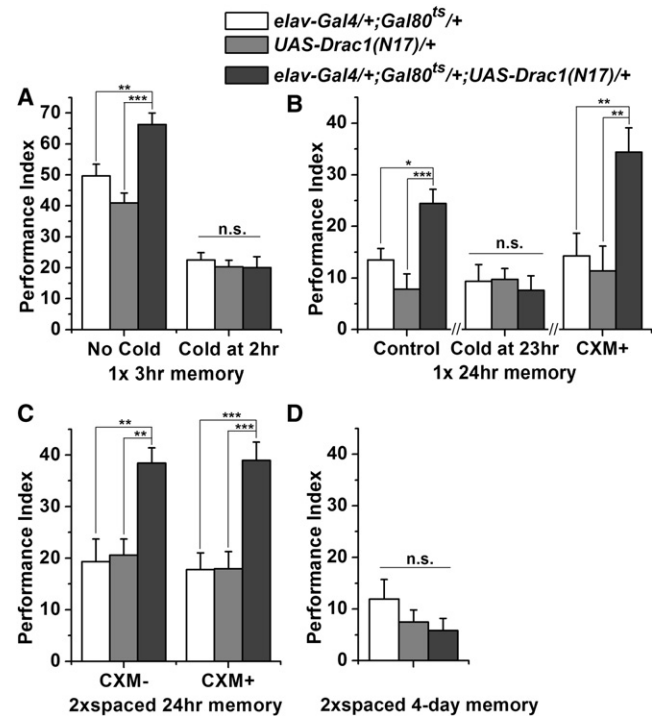 elav-Gal4/+;Gal80ts/+
UAS-Drac1(N17)/+
elav-Gal4/+;Gal80ts/+;UAS-Drac1(N17)/+
A
Performance Index
70
60
50
40
30
20
10
0
**
***
n.s.
No Cold
Cold at 2hr
1x 3hr memory
B
Performance Index
40
30
20
10
0
*
***
n.s.
**
**
Control
Cold at 23hr
CXM+
1x 24hr memory
C
Performance Index
40
30
20
10
0
**
**
***
***
CXM-
CXM+
2xspaced 24hr memory
D
Performance Index
40
30
20
10
0
n.s.
2xspaced 4-day memory